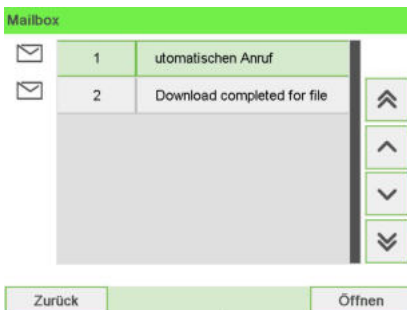 Mailbox
1 utomatischen Anruf
2 Download completed for file
Zurück Öffnen